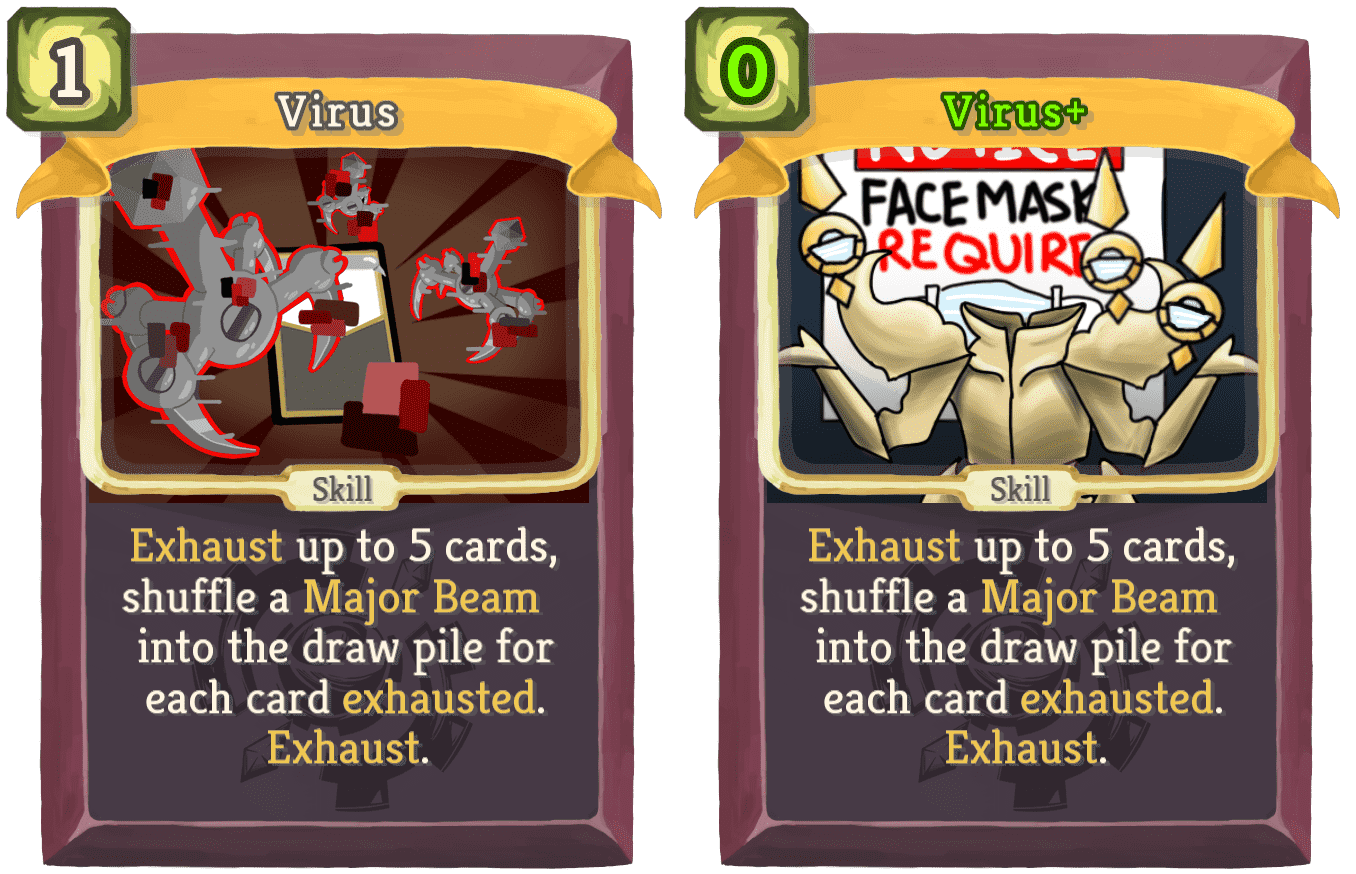 1
Virus
Skill
Exhaust up to 5 cards,
shuffle a Major Beam
into the draw pile for
each card exhausted.
Exhaust.
0
Virus+
NOTICE
FACE MASK
REQUIRE
Skill
Exhaust up to 5 cards,
shuffle a Major Beam
into the draw pile for
each card exhausted.
Exhaust.